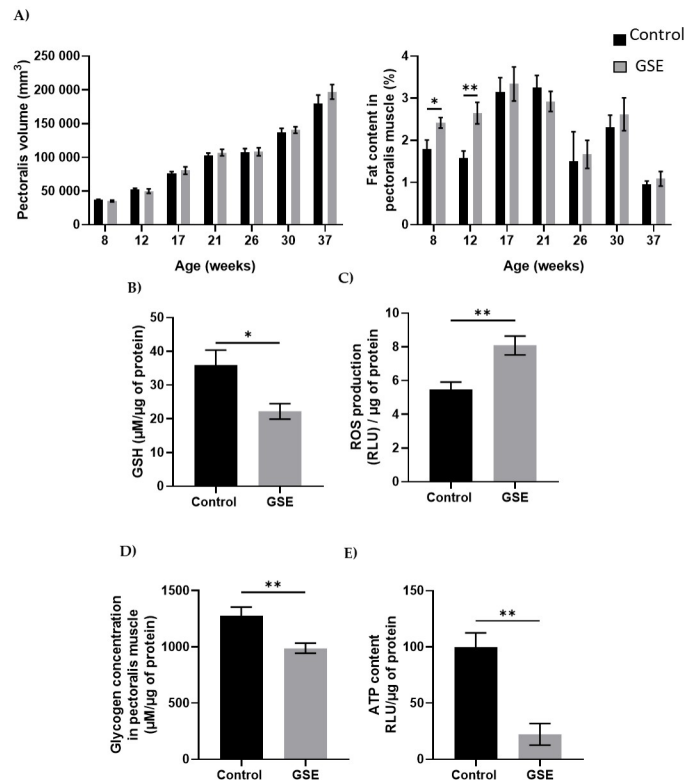 A)
Control
GSE
Pectoralis volume (mm³)
250 000
200 000
150 000
100 000
50 000
0
8 12 17 21 26 30 37
Age (weeks)
Fat content in
pectoralis muscle (%)
4
3
2
1
0
* **
8 12 17 21 26 30 37
Age (weeks)
B)
GSH (µM/µg of protein)
50
40
30
20
10
0
*
Control GSE
C)
ROS production
(RLU) / µg of protein
10
8
6
4
2
0
**
Control GSE
D)
Glycogen concentration
in pectoralis muscle
(µM/µg of protein)
1500
1000
500
0
**
Control GSE
E)
ATP content
RLU/µg of protein
150
100
50
0
**
Control GSE